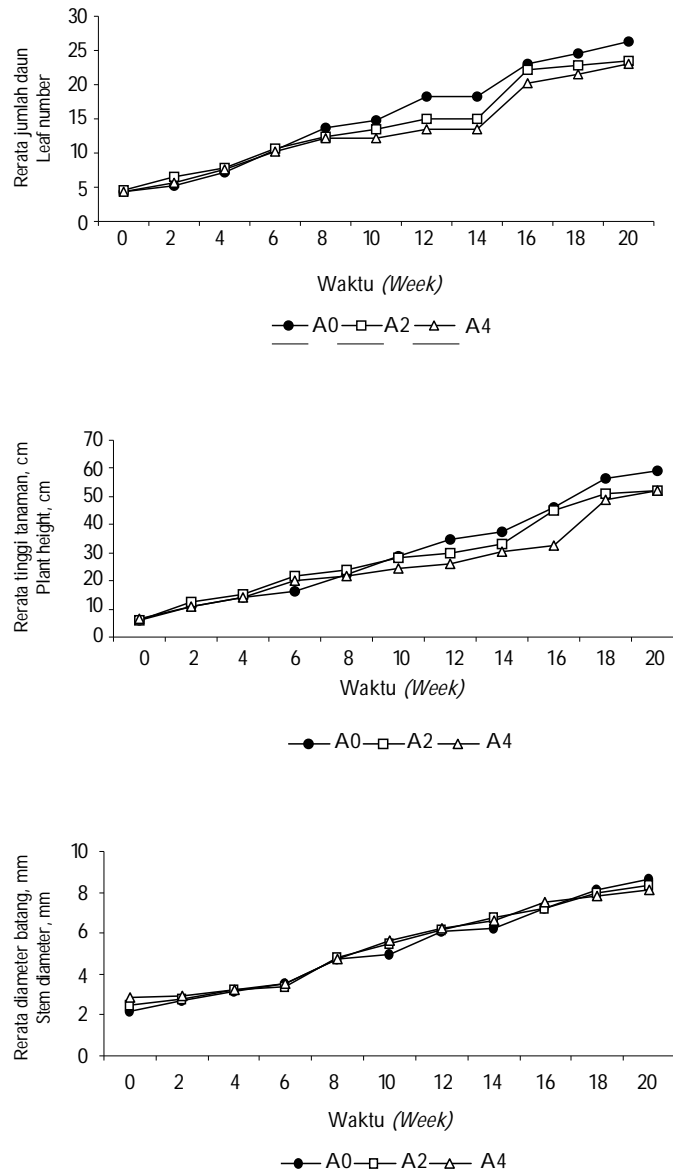 30
25
20
15
10
5
0
Rerata jumlah daun
Leaf number
0 2 4 6 8 10 12 14 16 18 20
Waktu (Week)
A0 A2 A4
70
60
50
40
30
20
10
0
Rerata tinggi tanaman, cm
Plant height, cm
0 2 4 6 8 10 12 14 16 18 20
Waktu (Week)
A0 A2 A4
10
8
6
4
2
0
Rerata diameter batang, mm
Stem diameter, mm
0 2 4 6 8 10 12 14 16 18 20
Waktu (Week)
A0 A2 A4